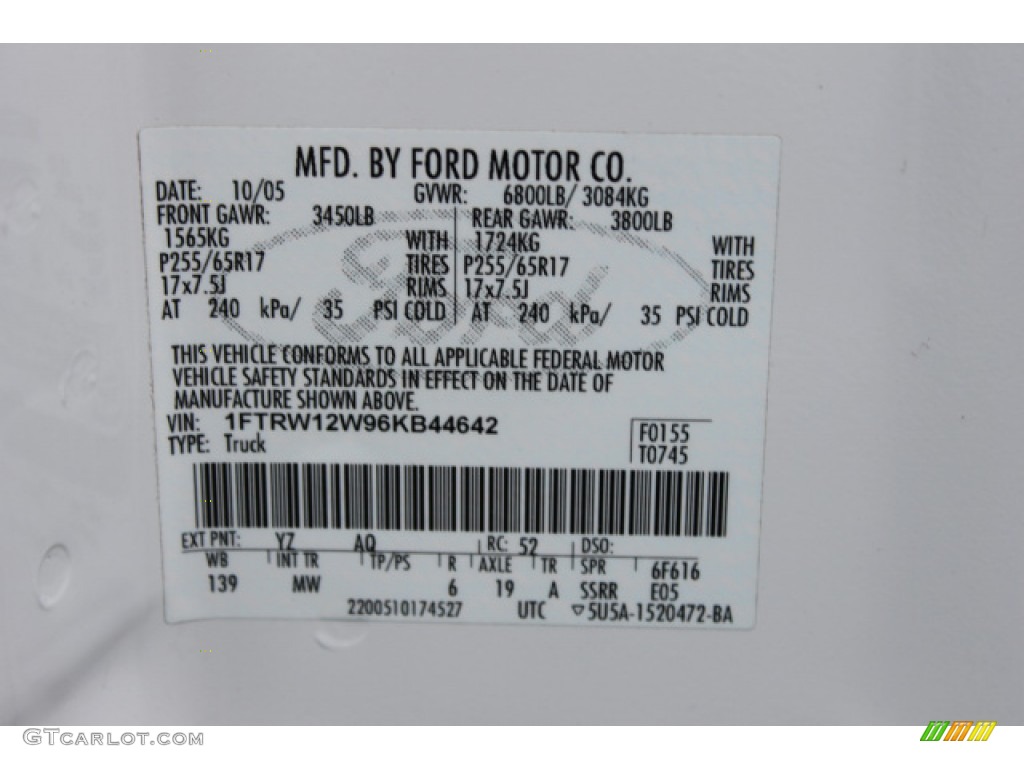 MFD. BY FORD MOTOR CO.
DATE: 10/05 GVWR: 6800LB/ 3084KG
FRONT GAWR: 3450LB REAR GAWR: 3800LB
1565KG WITH 1724KG WITH
P255/65R17 TIRES P255/65R17 TIRES
17x7.5J RIMS 17x7.5J RIMS
AT 240 kPa/ 35 PSI COLD AT 240 kPa/ 35 PSI COLD
Ford
THIS VEHICLE CONFORMS TO ALL APPLICABLE FEDERAL MOTOR
VEHICLE SAFETY STANDARDS IN EFFECT ON THE DATE OF
MANUFACTURE SHOWN ABOVE.
VIN: 1FTRW12W96KB44642
TYPE: Truck
F0155
T0745
EXT PNT: YZ AQ RC: 52 DSO:
WB INT TR TP/PS R AXLE TR SPR 6F616
139 MW 6 19 A SSRR E05
2200510174527 UTC ▽5U5A-1520472-BA
GTCARLOT.COM